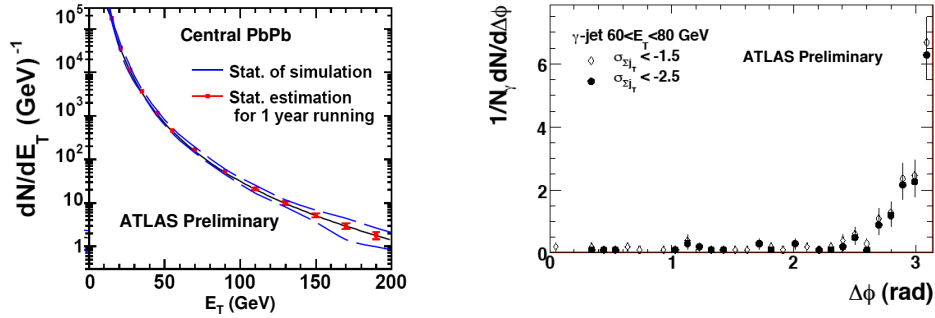 dN/dE_T (GeV)^-1
10^5
10^4
10^3
10^2
10
1
Central PbPb
Stat. of simulation
Stat. estimation
for 1 year running
ATLAS Preliminary
0 50 100 150 200
E_T (GeV)
1/N_γ dN/dΔϕ
6
4
2
0
γ-jet 60<E_T<80 GeV
σ_Σj_T < -1.5
σ_Σj_T < -2.5
ATLAS Preliminary
0 1 2 3
Δϕ (rad)